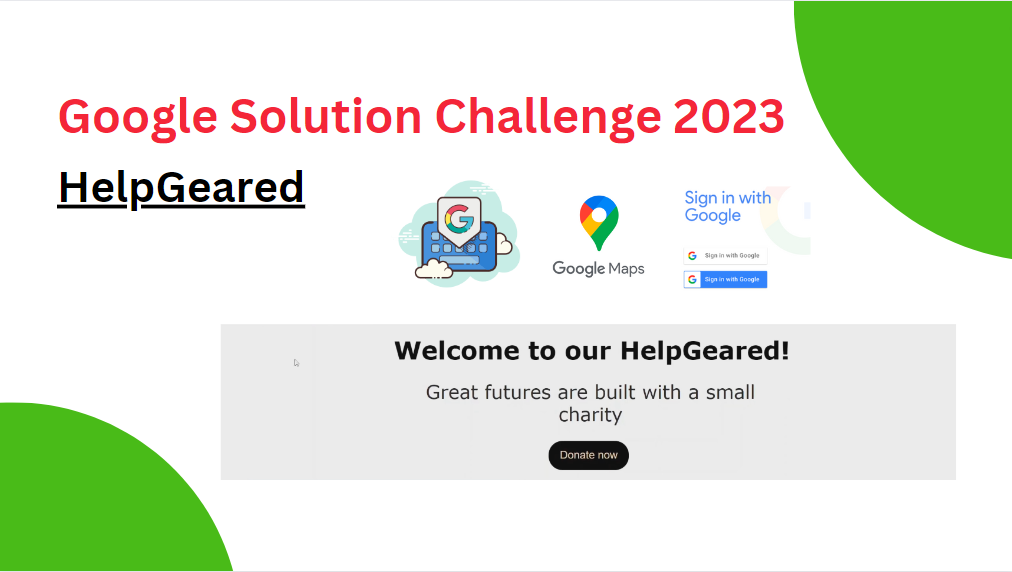 Google Solution Challenge 2023
HelpGeared
Google Maps
Sign in with
Google
Sign in with Google
Sign in with Google
Welcome to our HelpGeared!
Great futures are built with a small
charity
Donate now